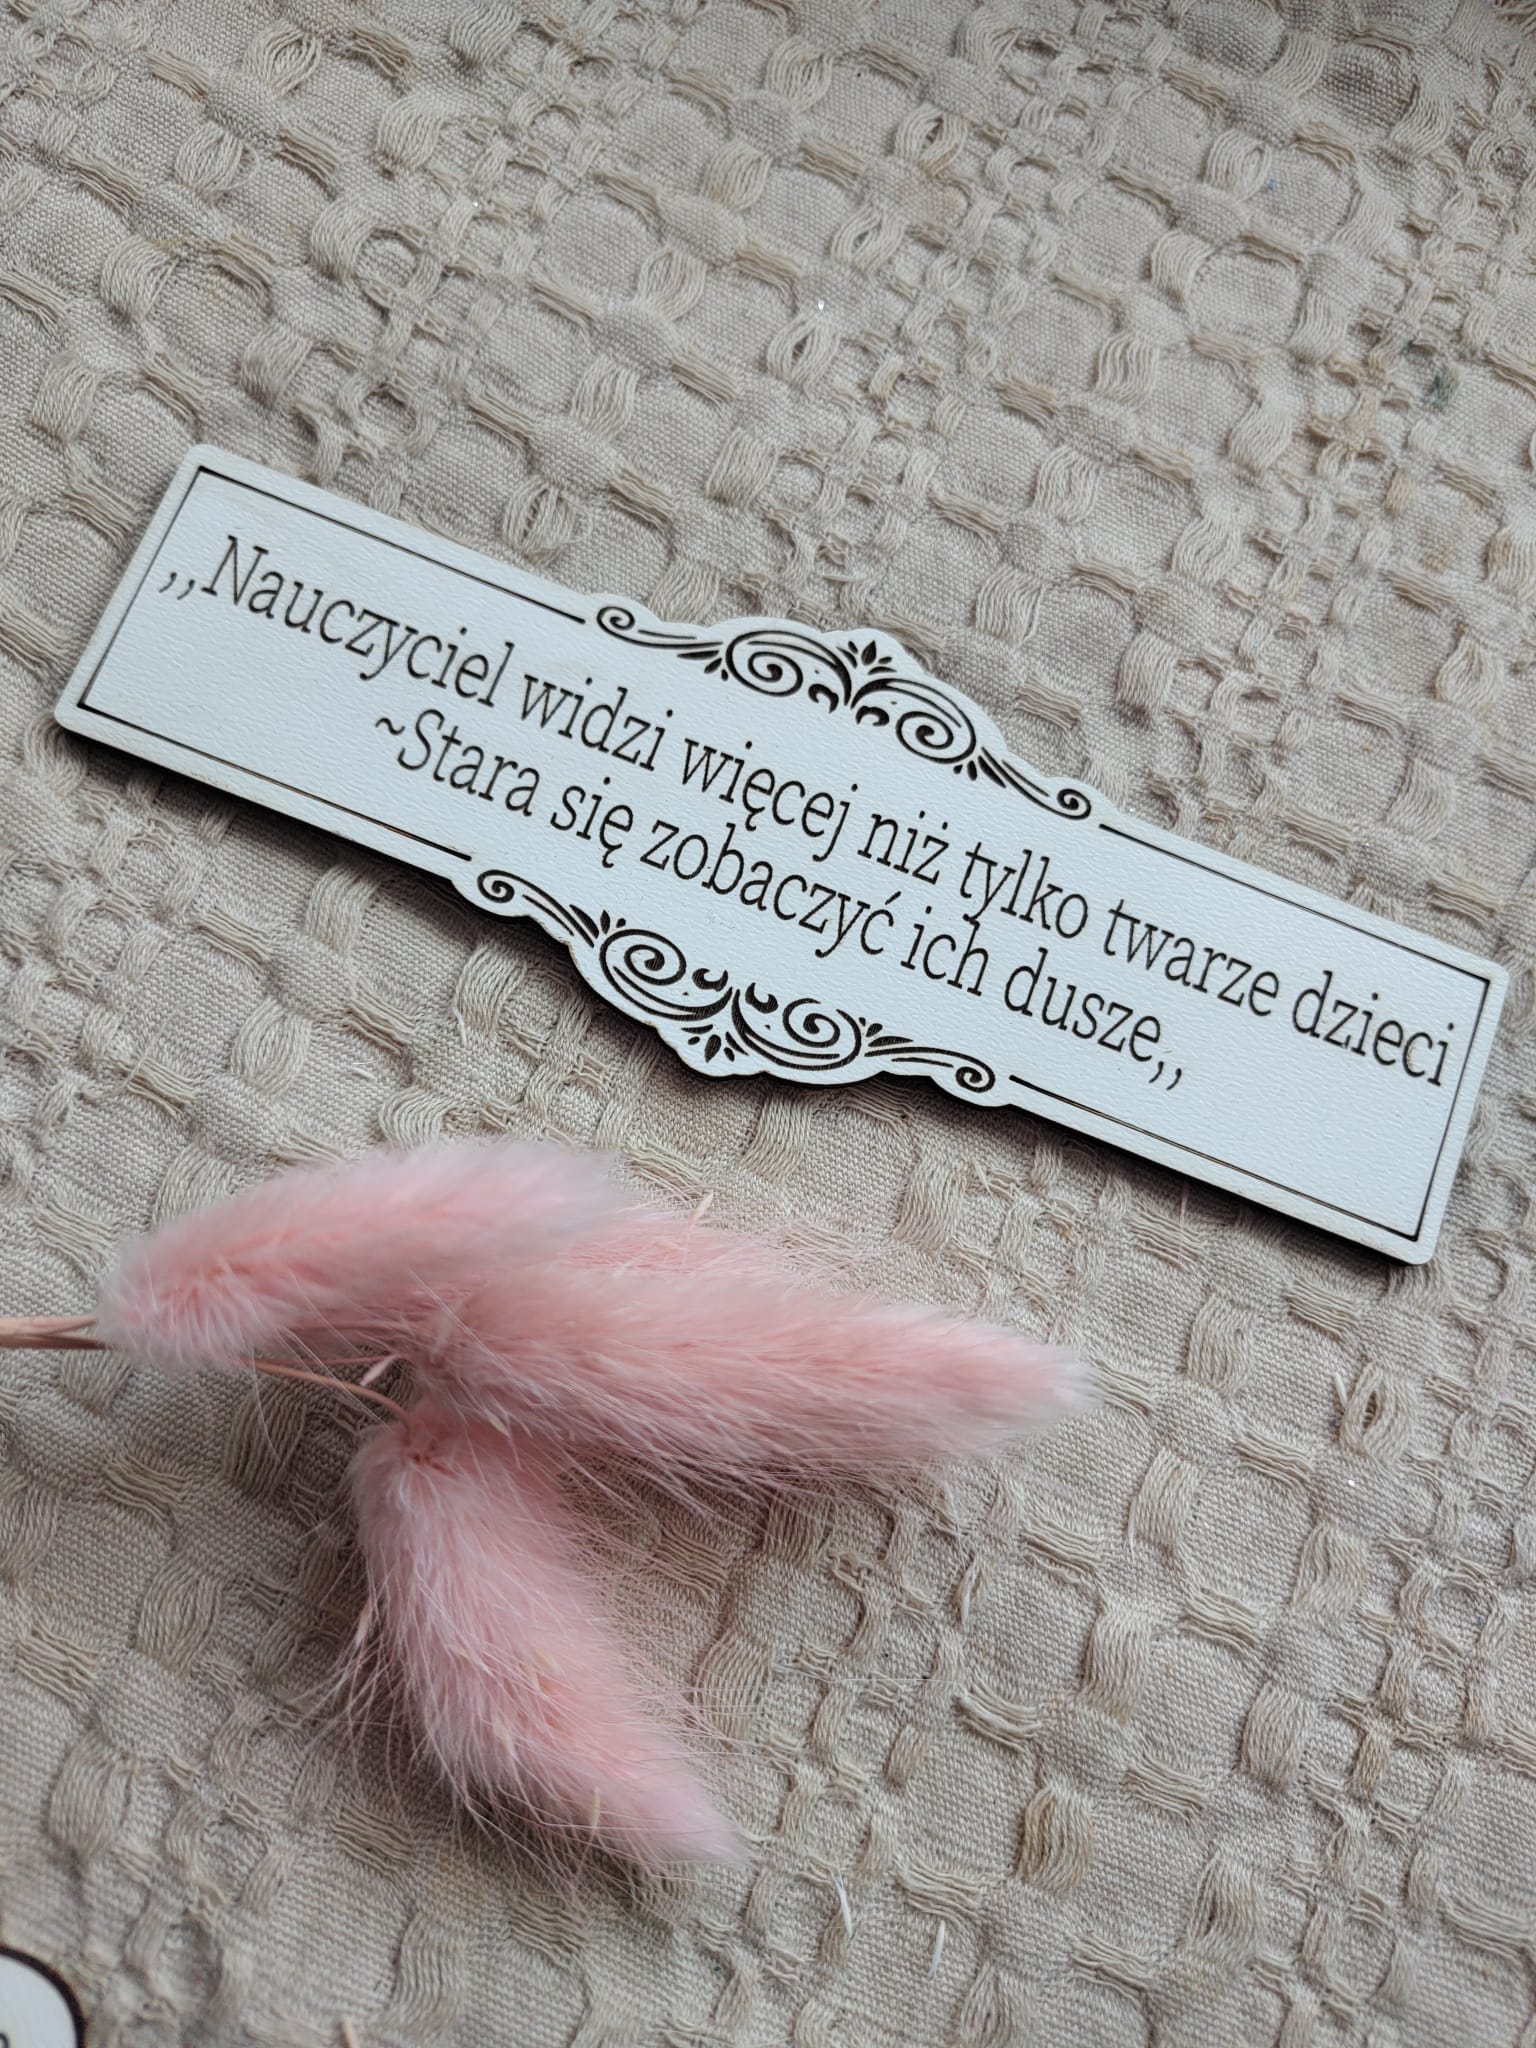 ,,Nauczyciel widzi więcej niż tylko twarze dzieci
~Stara się zobaczyć ich dusze,,